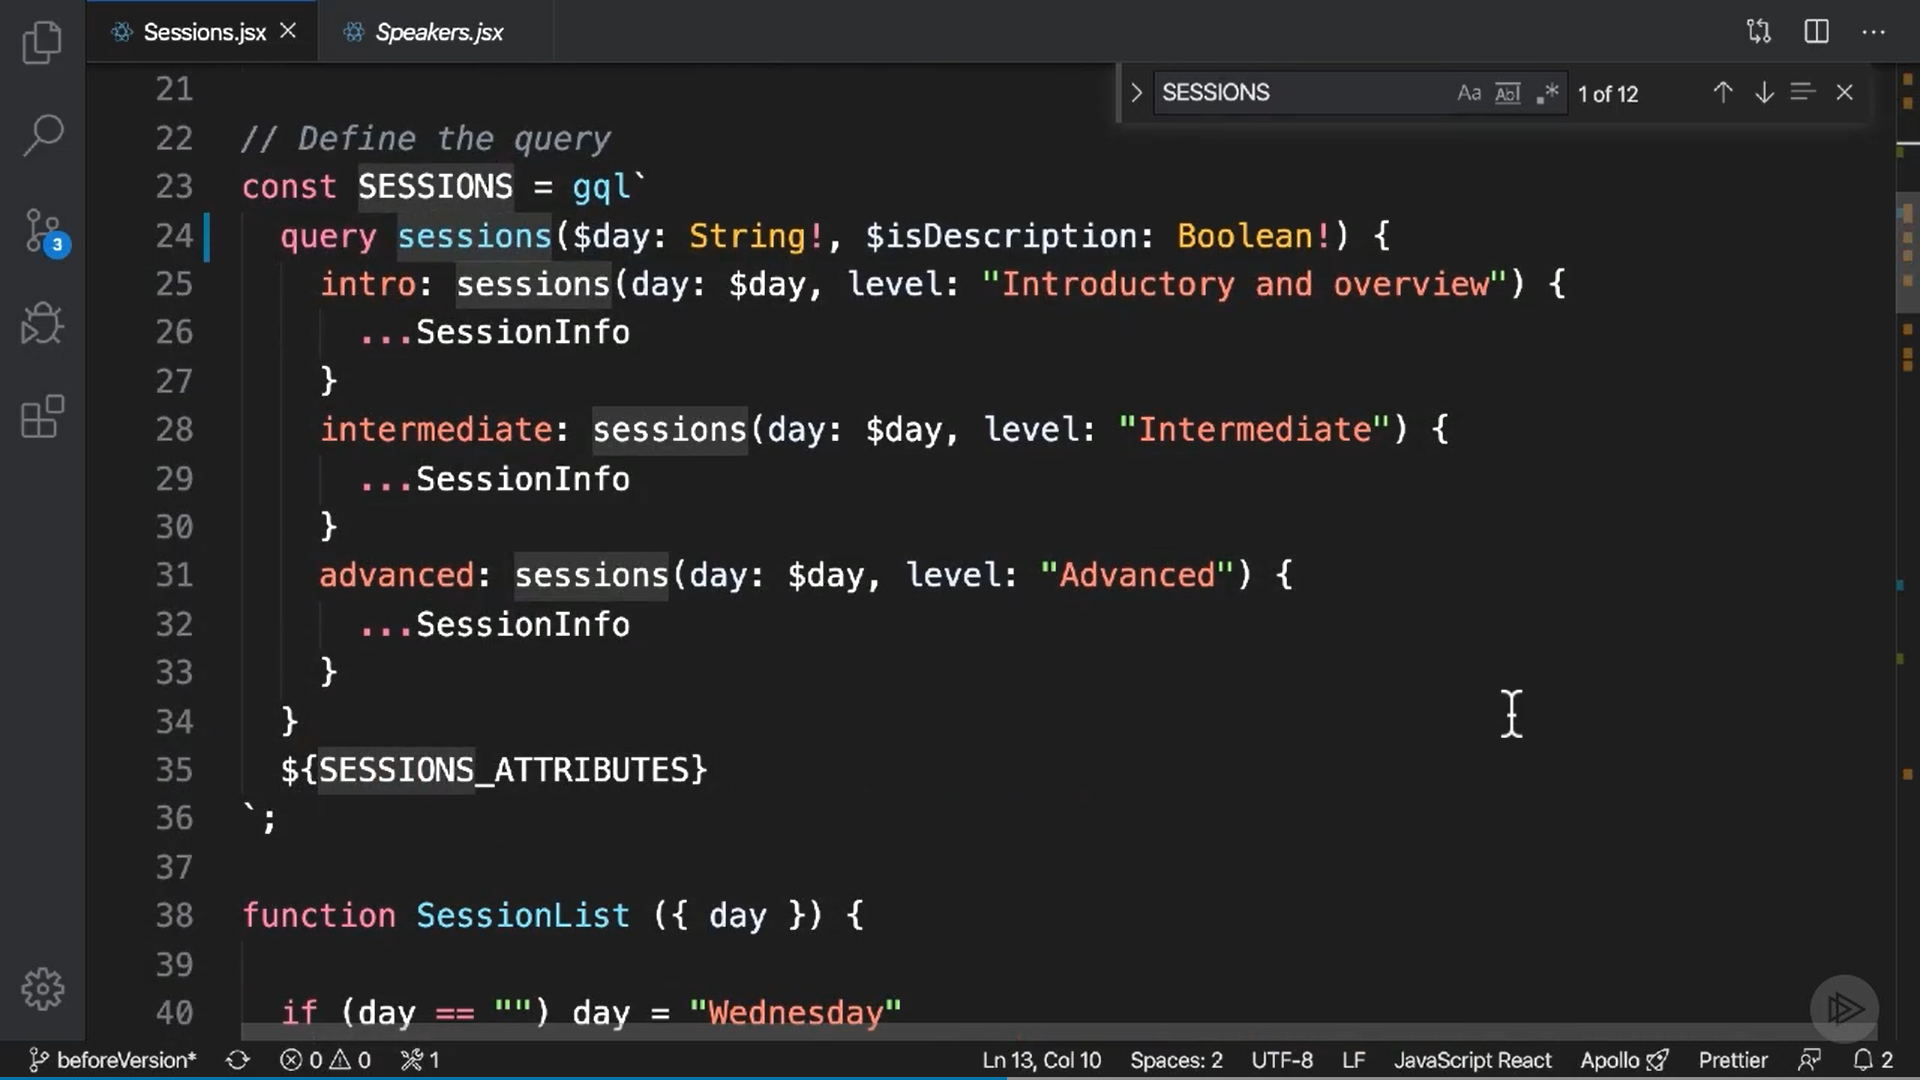 Sessions.jsx
Speakers.jsx
SESSIONS Aa Abl .* 1 of 12
21
22 // Define the query
23 const SESSIONS = gql`
24 query sessions($day: String!, $isDescription: Boolean!) {
25 intro: sessions(day: $day, level: "Introductory and overview") {
26 ...SessionInfo
27 }
28 intermediate: sessions(day: $day, level: "Intermediate") {
29 ...SessionInfo
30 }
31 advanced: sessions(day: $day, level: "Advanced") {
32 ...SessionInfo
33 }
34 }
35 ${SESSIONS_ATTRIBUTES}
36 `;
37
38 function SessionList ({ day }) {
39
40 if (day == "") day = "Wednesday"
3
beforeVersion* 0 0 1 Ln 13, Col 10 Spaces: 2 UTF-8 LF JavaScript React Apollo Prettier 2